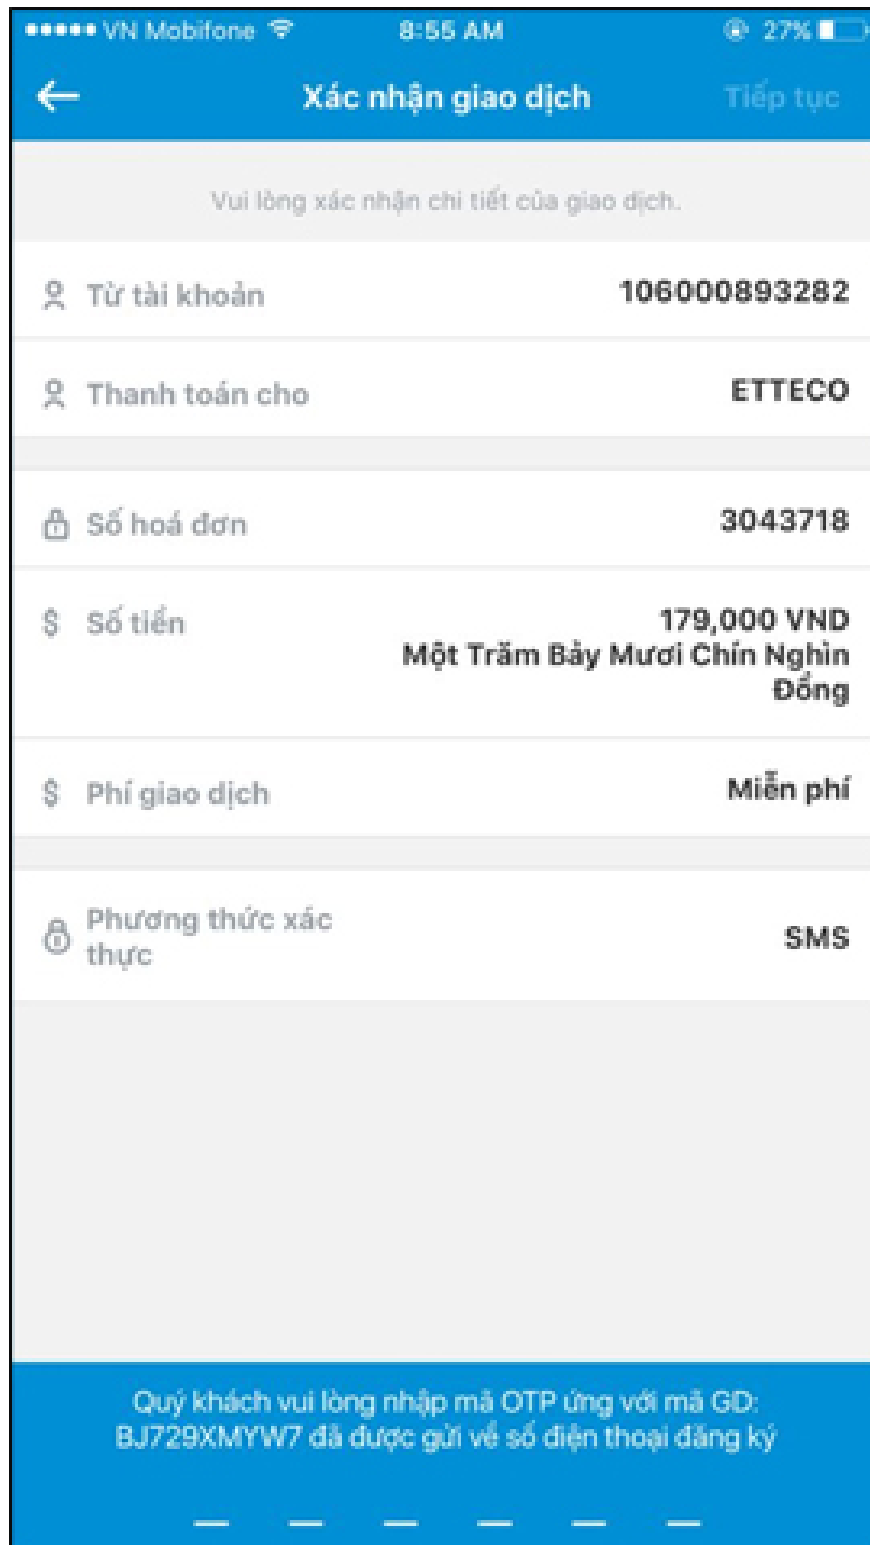 VN Mobifone 8:55 AM 27%
Xác nhận giao dịch Tiếp tục
Vui lòng xác nhận chi tiết của giao dịch.
Từ tài khoản 106000893282
Thanh toán cho ETTECO
Số hoá đơn 3043718
Số tiền 179,000 VND
Một Trăm Bảy Mươi Chín Nghìn
Đồng
Phí giao dịch Miễn phí
Phương thức xác
thực SMS
Quý khách vui lòng nhập mã OTP ứng với mã GD:
BJ729XMYW7 đã được gửi về số điện thoại đăng ký